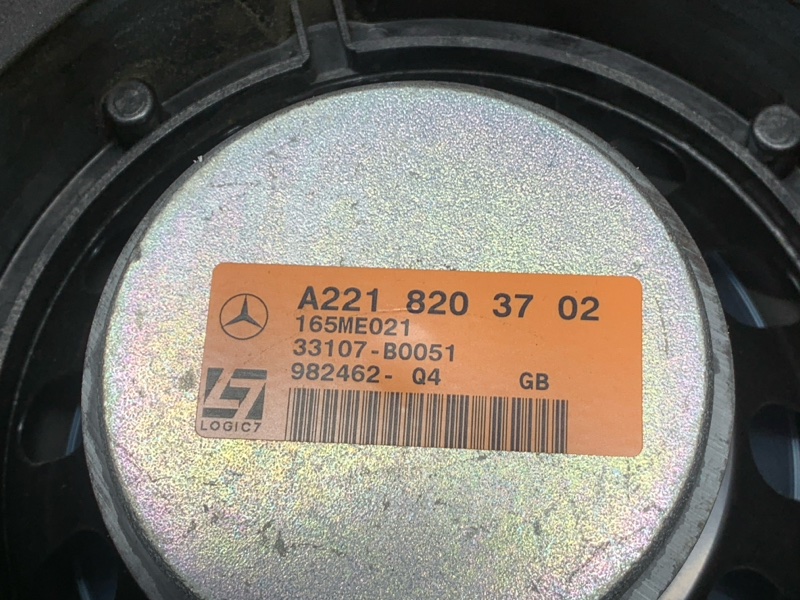 A221 820 37 02
165ME021
33107-B0051
982462- Q4 GB
LOGIC7